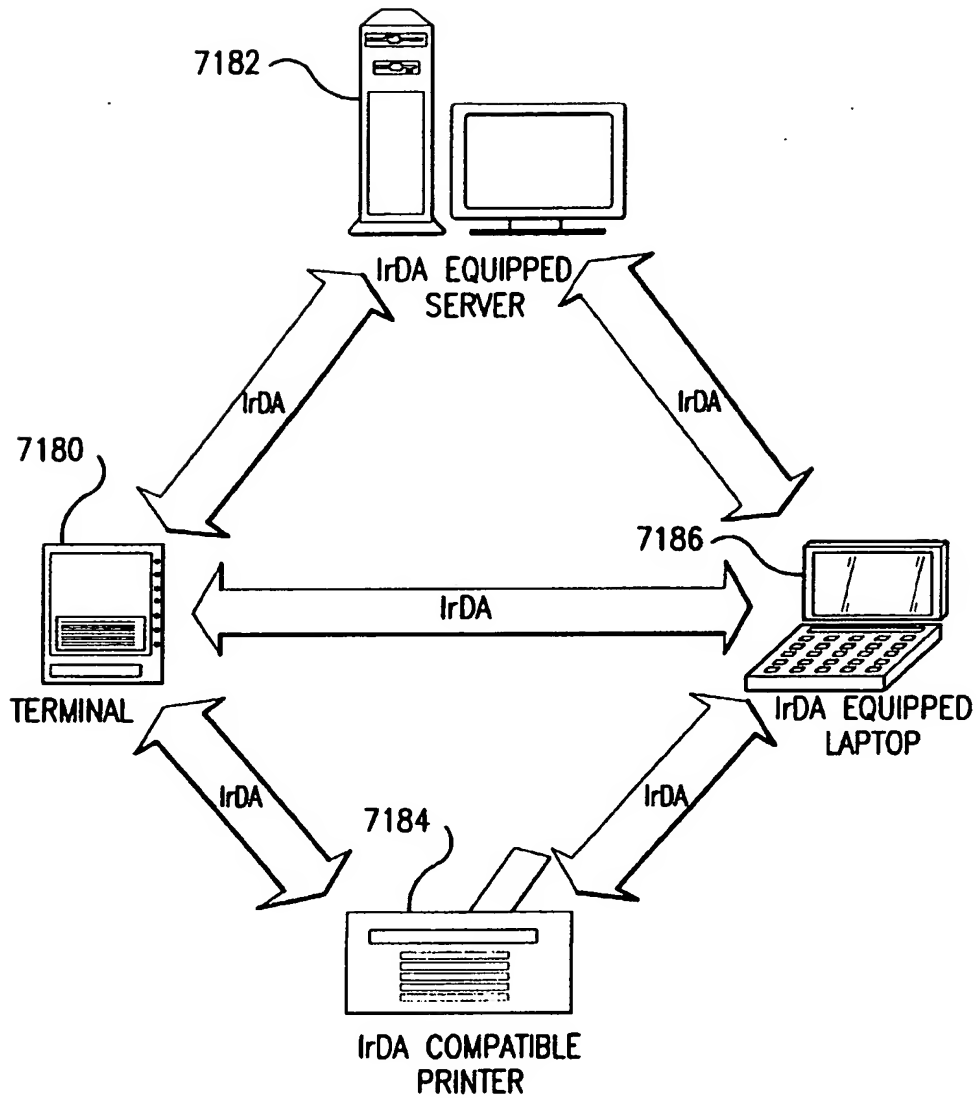 7182
IrDA EQUIPPED
SERVER
IrDA
IrDA
7180
7186
IrDA
TERMINAL
IrDA EQUIPPED
LAPTOP
IrDA
IrDA
7184
IrDA COMPATIBLE
PRINTER